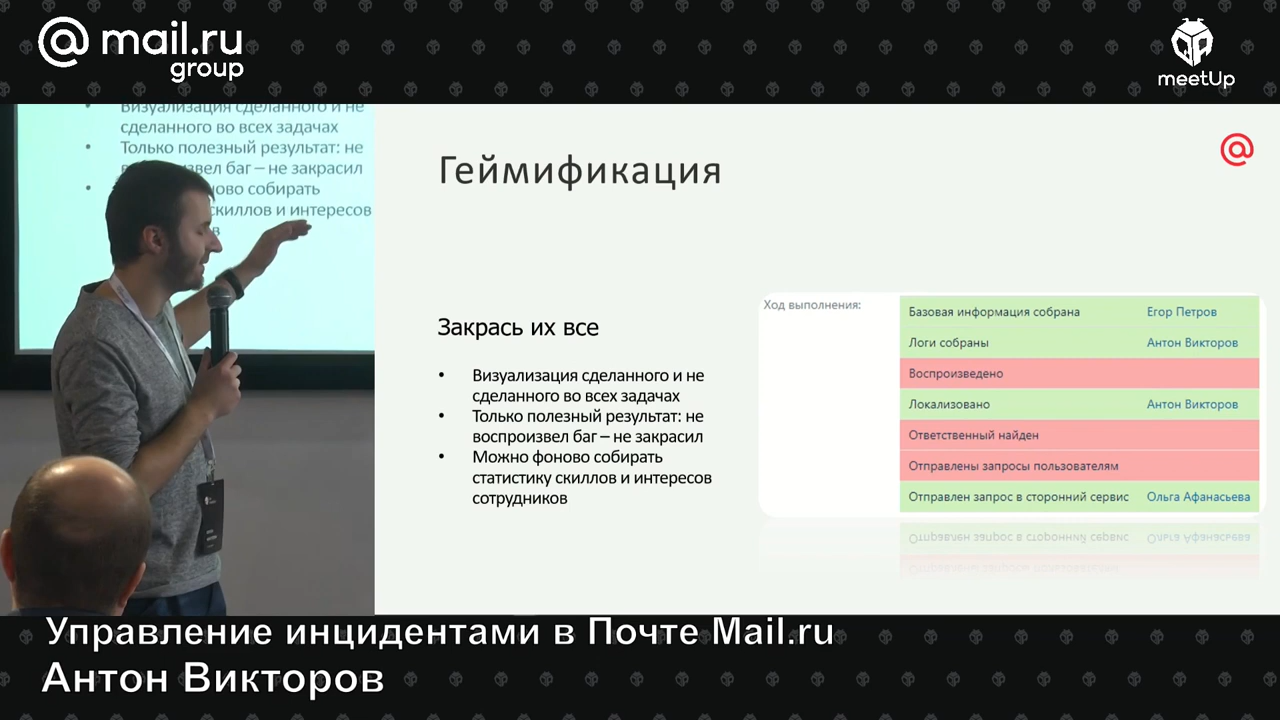 @mail.ru
group
meetUp
Визуализация сделанного и не
сделанного во всех задачах
• Только полезный результат: не
звел баг – не закрасил
• ново собирать
скиллов и интересов
в
Геймификация
Закрась их все
• Визуализация сделанного и не
сделанного во всех задачах
• Только полезный результат: не
воспроизвел баг – не закрасил
• Можно фоново собирать
статистику скиллов и интересов
сотрудников
Ход выполнения:
Базовая информация собрана Егор Петров
Логи собраны Антон Викторов
Воспроизведено
Локализовано Антон Викторов
Ответственный найден
Отправлены запросы пользователям
Отправлен запрос в сторонний сервис Ольга Афанасьева
Управление инцидентами в Почте Mail.ru
Антон Викторов